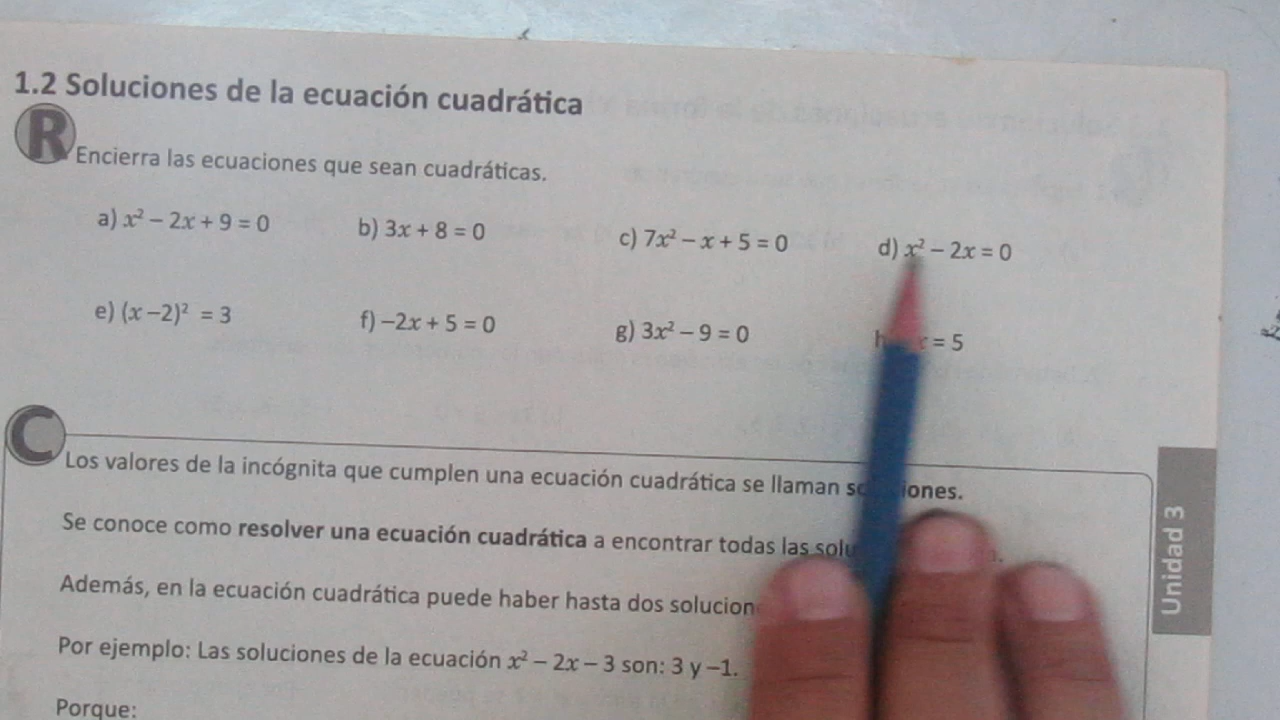 1.2 Soluciones de la ecuación cuadrática
R
Encierra las ecuaciones que sean cuadráticas.
a) x² – 2x + 9 = 0 b) 3x + 8 = 0 c) 7x² – x + 5 = 0 d) x² – 2x = 0
e) (x –2)² = 3 f) –2x + 5 = 0 g) 3x² – 9 = 0 = 5
C
Los valores de la incógnita que cumplen una ecuación cuadrática se llaman
Se conoce como resolver una ecuación cuadrática a encontrar todas las
Además, en la ecuación cuadrática puede haber hasta dos
Por ejemplo: Las soluciones de la ecuación x² – 2x – 3 son: 3 y –1.
Porque:
Unidad 3